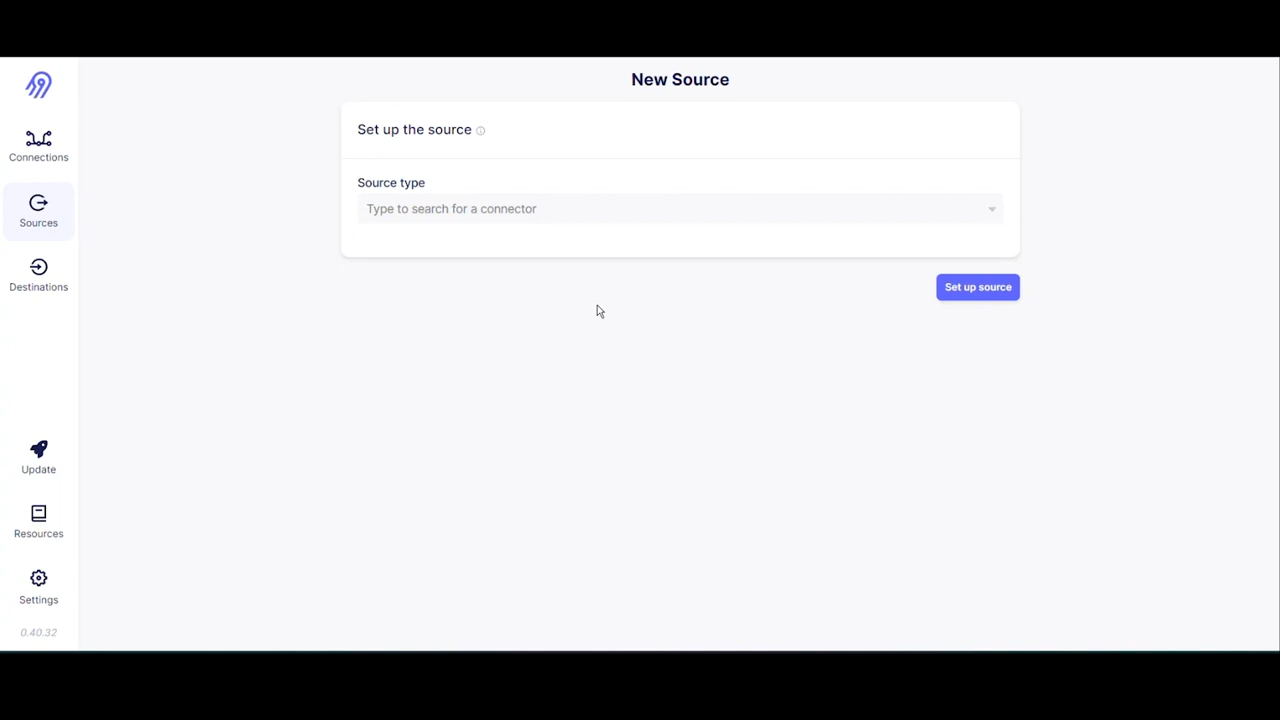 New Source
Set up the source
Source type
Type to search for a connector
Set up source
Connections
Sources
Destinations
Update
Resources
Settings
0.40.32